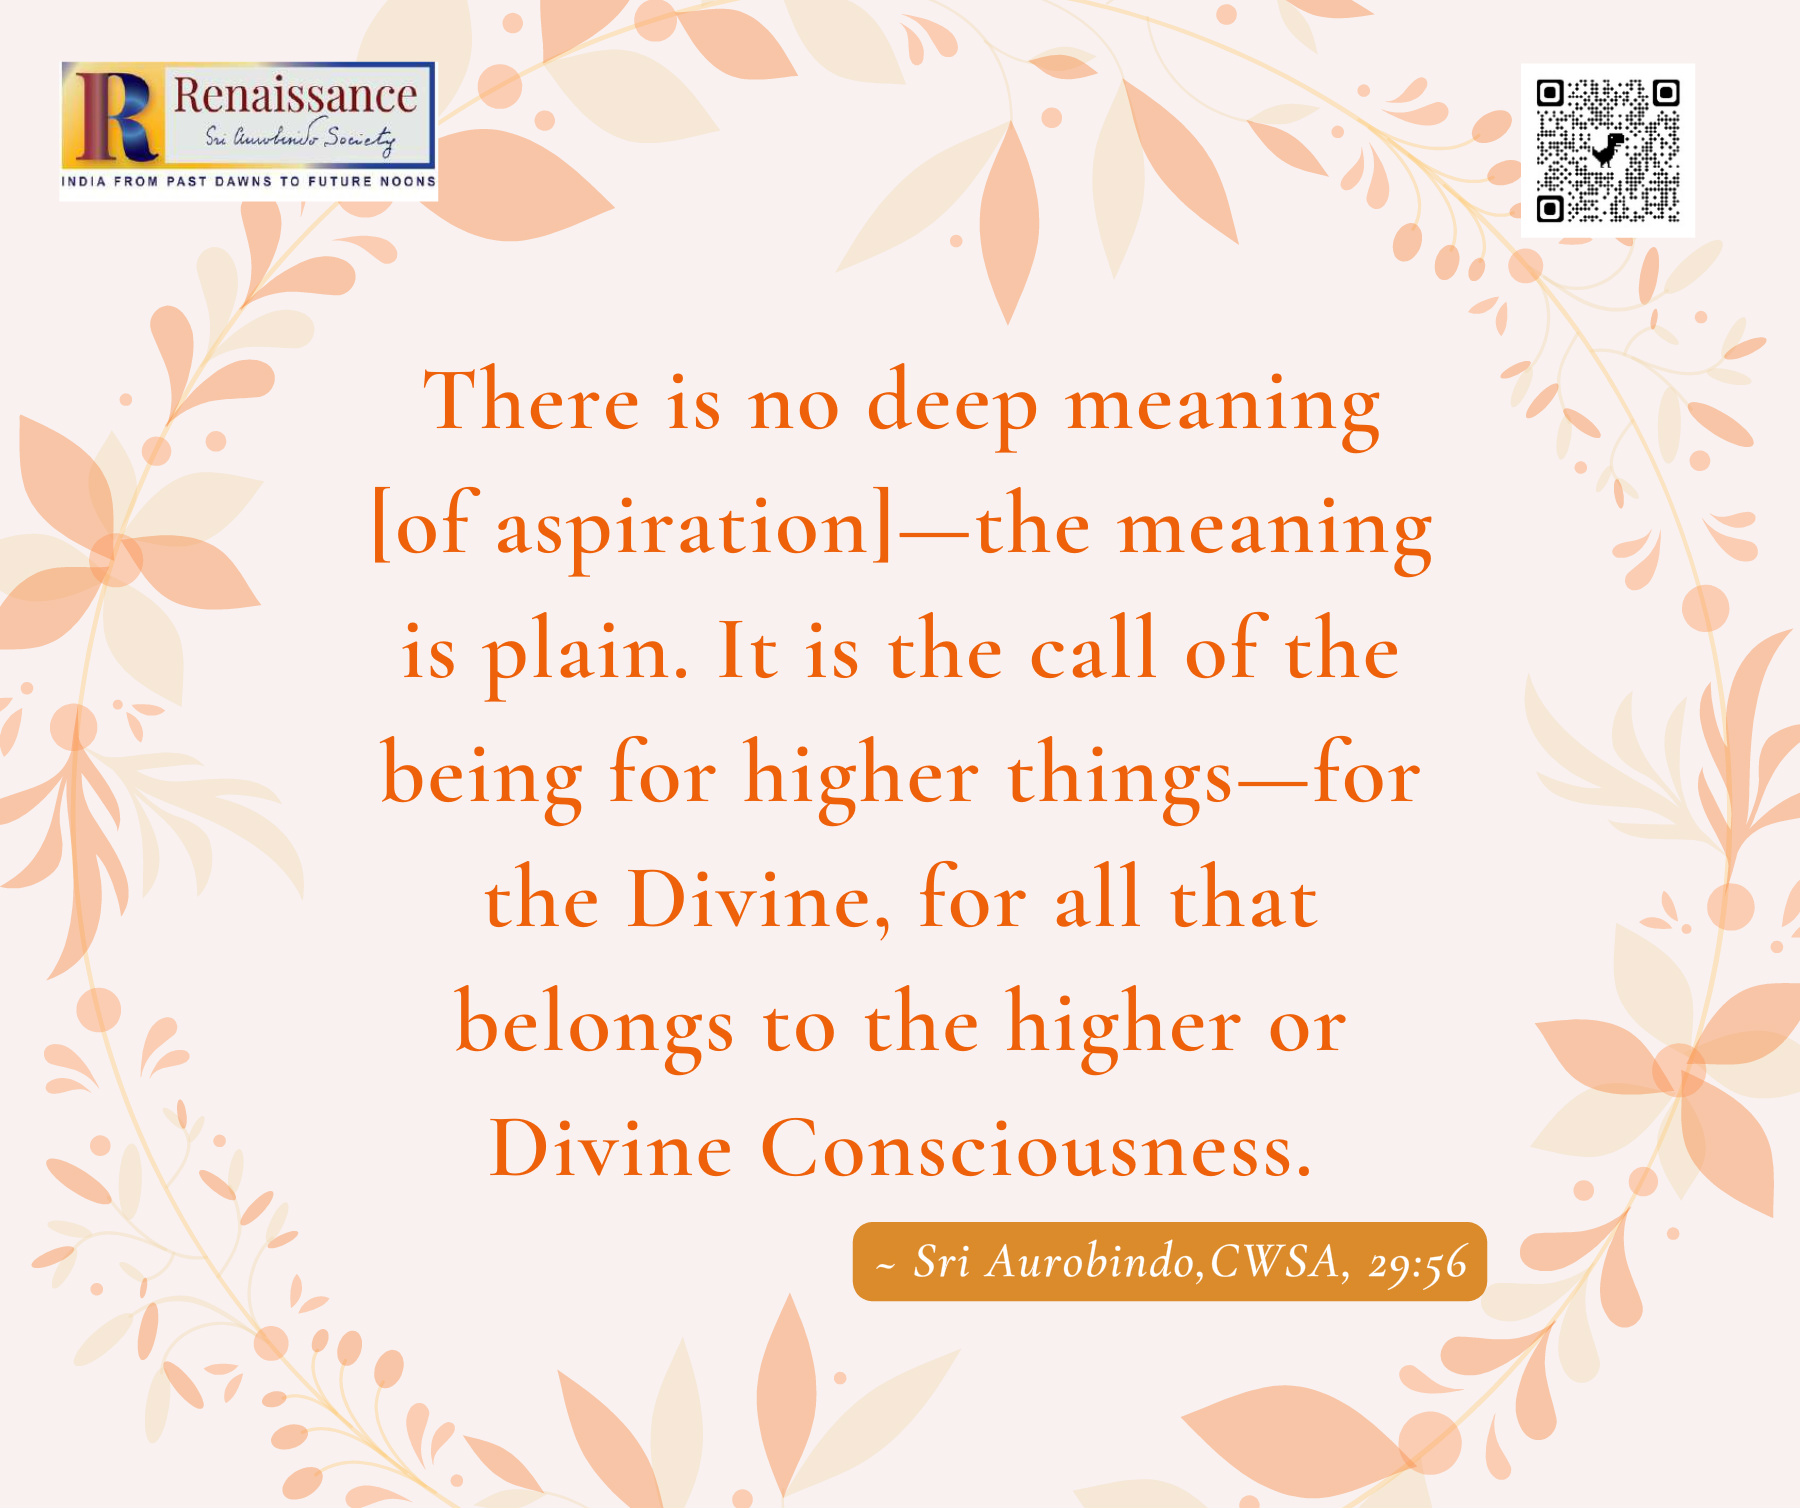 Renaissance
Sri Aurobindo Society
INDIA FROM PAST DAWNS TO FUTURE NOONS
There is no deep meaning
[of aspiration]—the meaning
is plain. It is the call of the
being for higher things—for
the Divine, for all that
belongs to the higher or
Divine Consciousness.
~ Sri Aurobindo,CWSA, 29:56